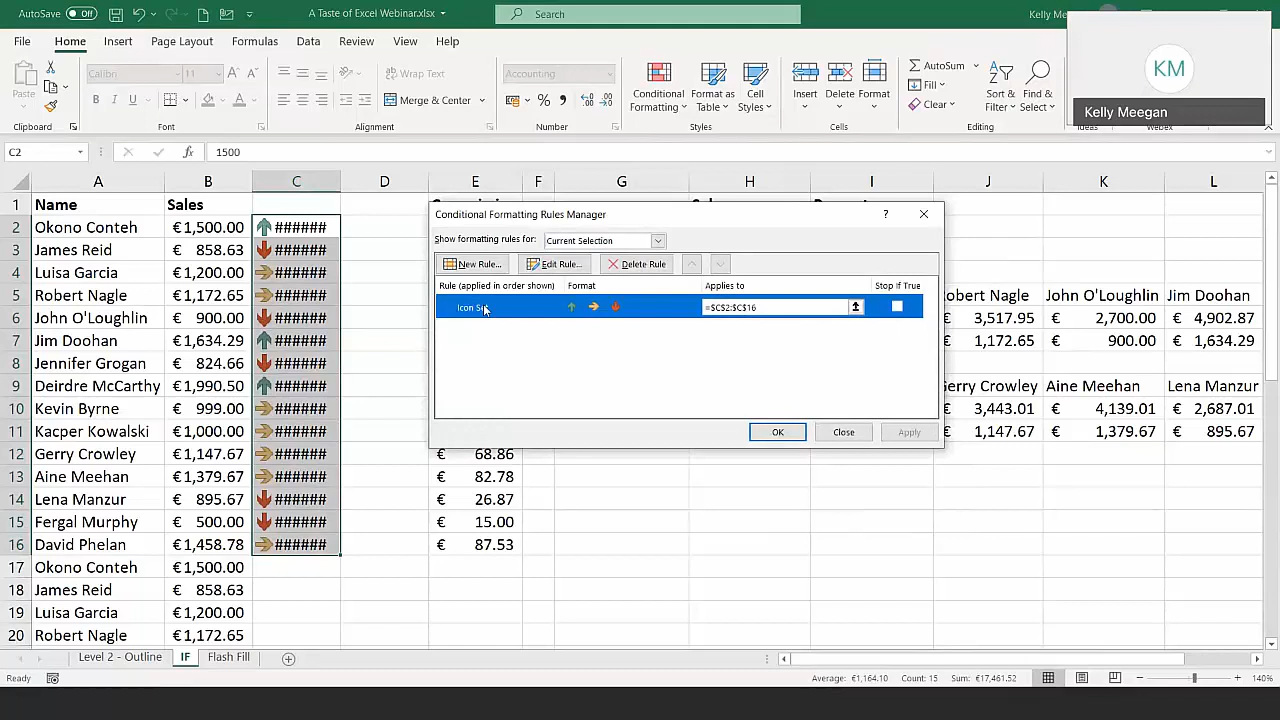 AutoSave Off A Taste of Excel Webinar.xlsx Search Kelly Me
File Home Insert Page Layout Formulas Data Review View Help
KM
Kelly Meegan
Paste Calibri 11 A A Wrap Text Accounting Conditional Formatting Format as Table Cell Styles Insert Delete Format AutoSum Fill Clear Sort & Filter Find & Select
B I U A Merge & Center % ,
Clipboard Font Alignment Number Styles Cells Editing Ideas Webex
C2 fx 1500
A B C D E F G H I J K L
1 Name Sales
2 Okono Conteh € 1,500.00 ######
3 James Reid € 858.63 ######
4 Luisa Garcia € 1,200.00 ######
5 Robert Nagle € 1,172.65 ###### obert Nagle John O'Loughlin Jim Doohan
6 John O'Loughlin € 600.00 ###### € 3,517.95 € 2,700.00 € 4,902.87
7 Jim Doohan € 1,634.29 ###### € 1,172.65 € 900.00 € 1,634.29
8 Jennifer Grogan € 824.66 ######
9 Deirdre McCarthy € 1,990.50 ###### Gerry Crowley Aine Meehan Lena Manzur
10 Kevin Byrne € 999.00 ###### € 3,443.01 € 4,139.01 € 2,687.01
11 Kacper Kowalski € 1,000.00 ###### € 1,147.67 € 1,379.67 € 895.67
12 Gerry Crowley € 1,147.67 ###### € 68.86
13 Aine Meehan € 1,379.67 ###### € 82.78
14 Lena Manzur € 895.67 ###### € 26.87
15 Fergal Murphy € 500.00 ###### € 15.00
16 David Phelan € 1,458.78 ###### € 87.53
17 Okono Conteh € 1,500.00
18 James Reid € 858.63
19 Luisa Garcia € 1,200.00
20 Robert Nagle € 1,172.65
Conditional Formatting Rules Manager ?
Show formatting rules for: Current Selection
New Rule... Edit Rule... Delete Rule
Rule (applied in order shown) Format Applies to Stop If True
Icon =$C$2:$C$16
OK Close Apply
Level 2 - Outline IF Flash Fill
Ready Average: €1,164.10 Count: 15 Sum: €17,461.52 140%